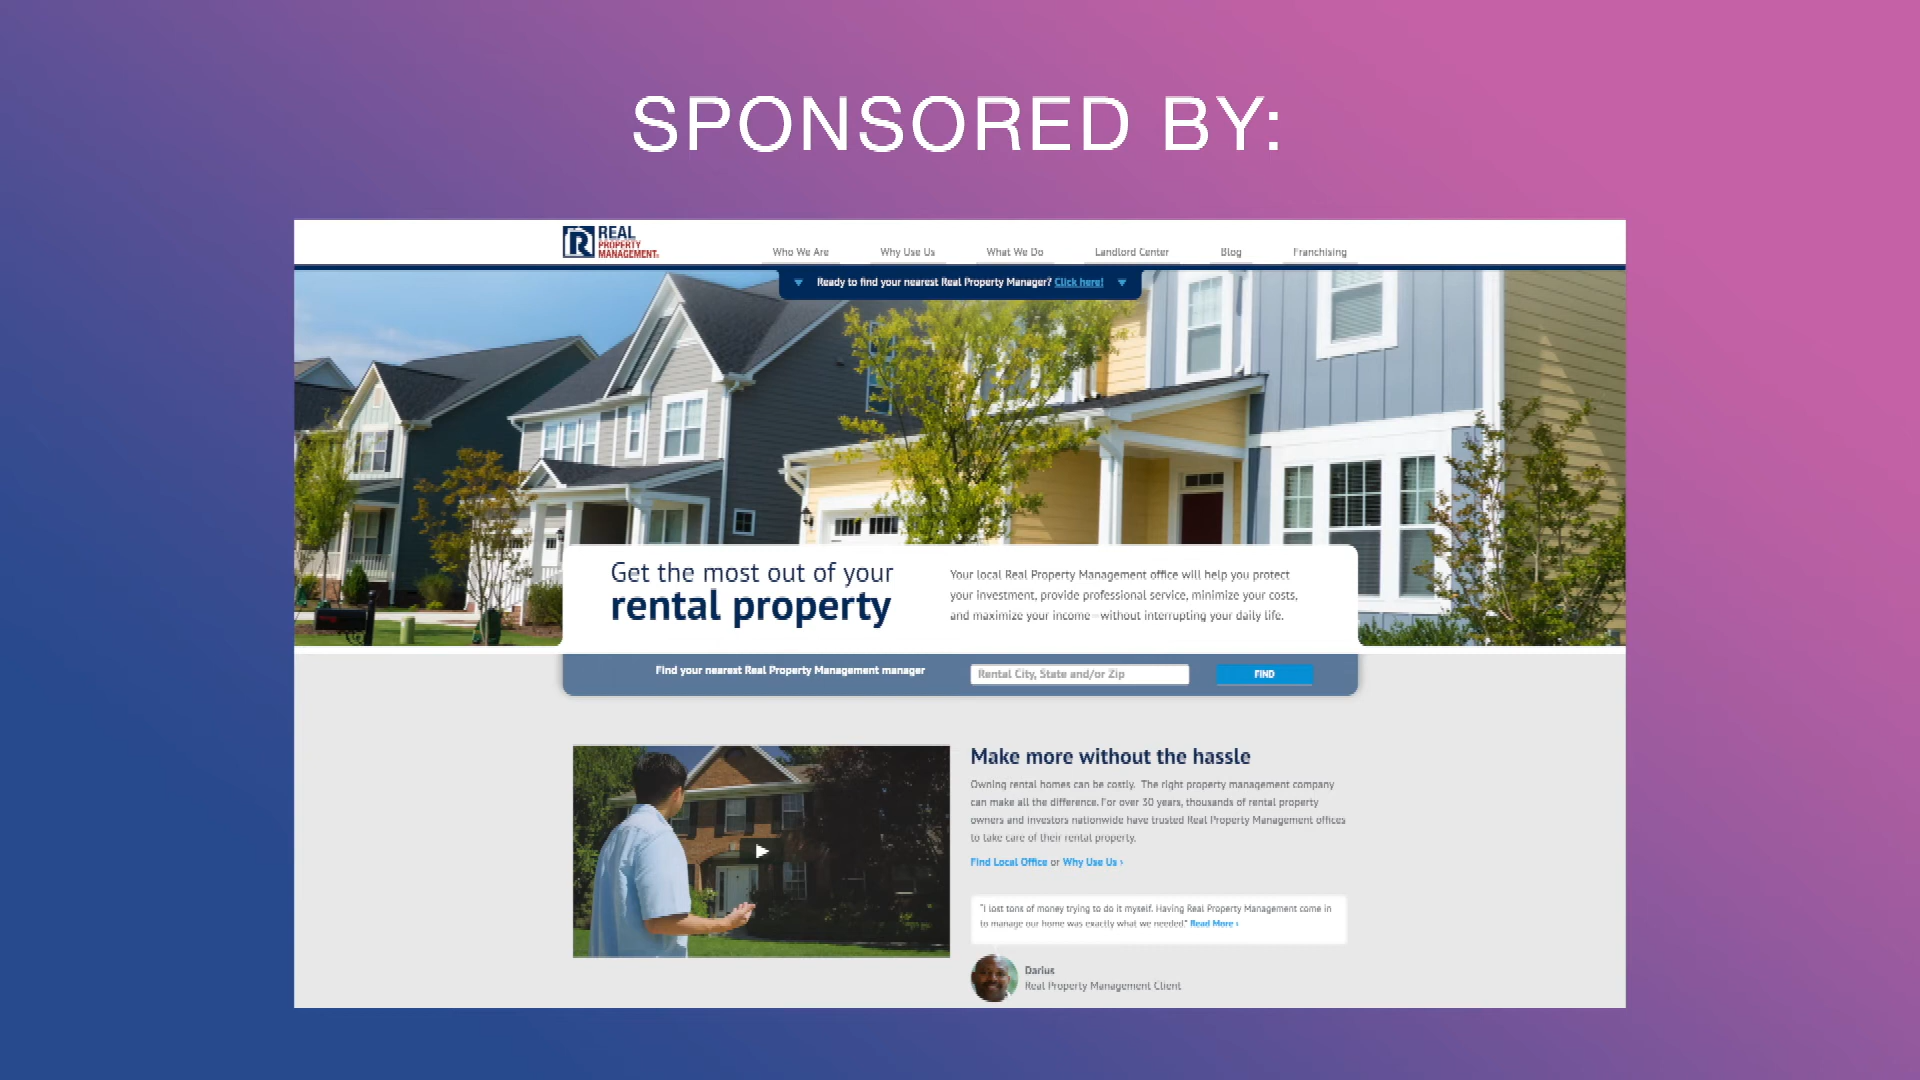 SPONSORED BY:
REAL
PROPERTY
MANAGEMENT
Who We Are
Why Use Us
What We Do
Landlord Center
Blog
Franchising
Ready to find your nearest Real Property Manager? Click here!
Get the most out of your
rental property
Your local Real Property Management office will help you protect
your investment, provide professional service, minimize your costs,
and maximize your income—without interrupting your daily life.
Find your nearest Real Property Management manager
Rental City, State and/or Zip
FIND
Make more without the hassle
Owning rental homes can be costly. The right property management company
can make all the difference. For over 30 years, thousands of rental property
owners and investors nationwide have trusted Real Property Management offices
to take care of their rental property.
Find Local Office or Why Use Us ›
"I lost tons of money trying to do it myself. Having Real Property Management come in
to manage our home was exactly what we needed." Read More ›
Darius
Real Property Management Client